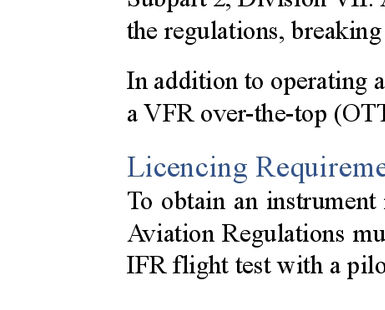 Subpart 2, Division VII. A
the regulations, breaking
In addition to operating a
a VFR over-the-top (OTT
Licencing Requireme
To obtain an instrument
Aviation Regulations mu
IFR flight test with a pilo